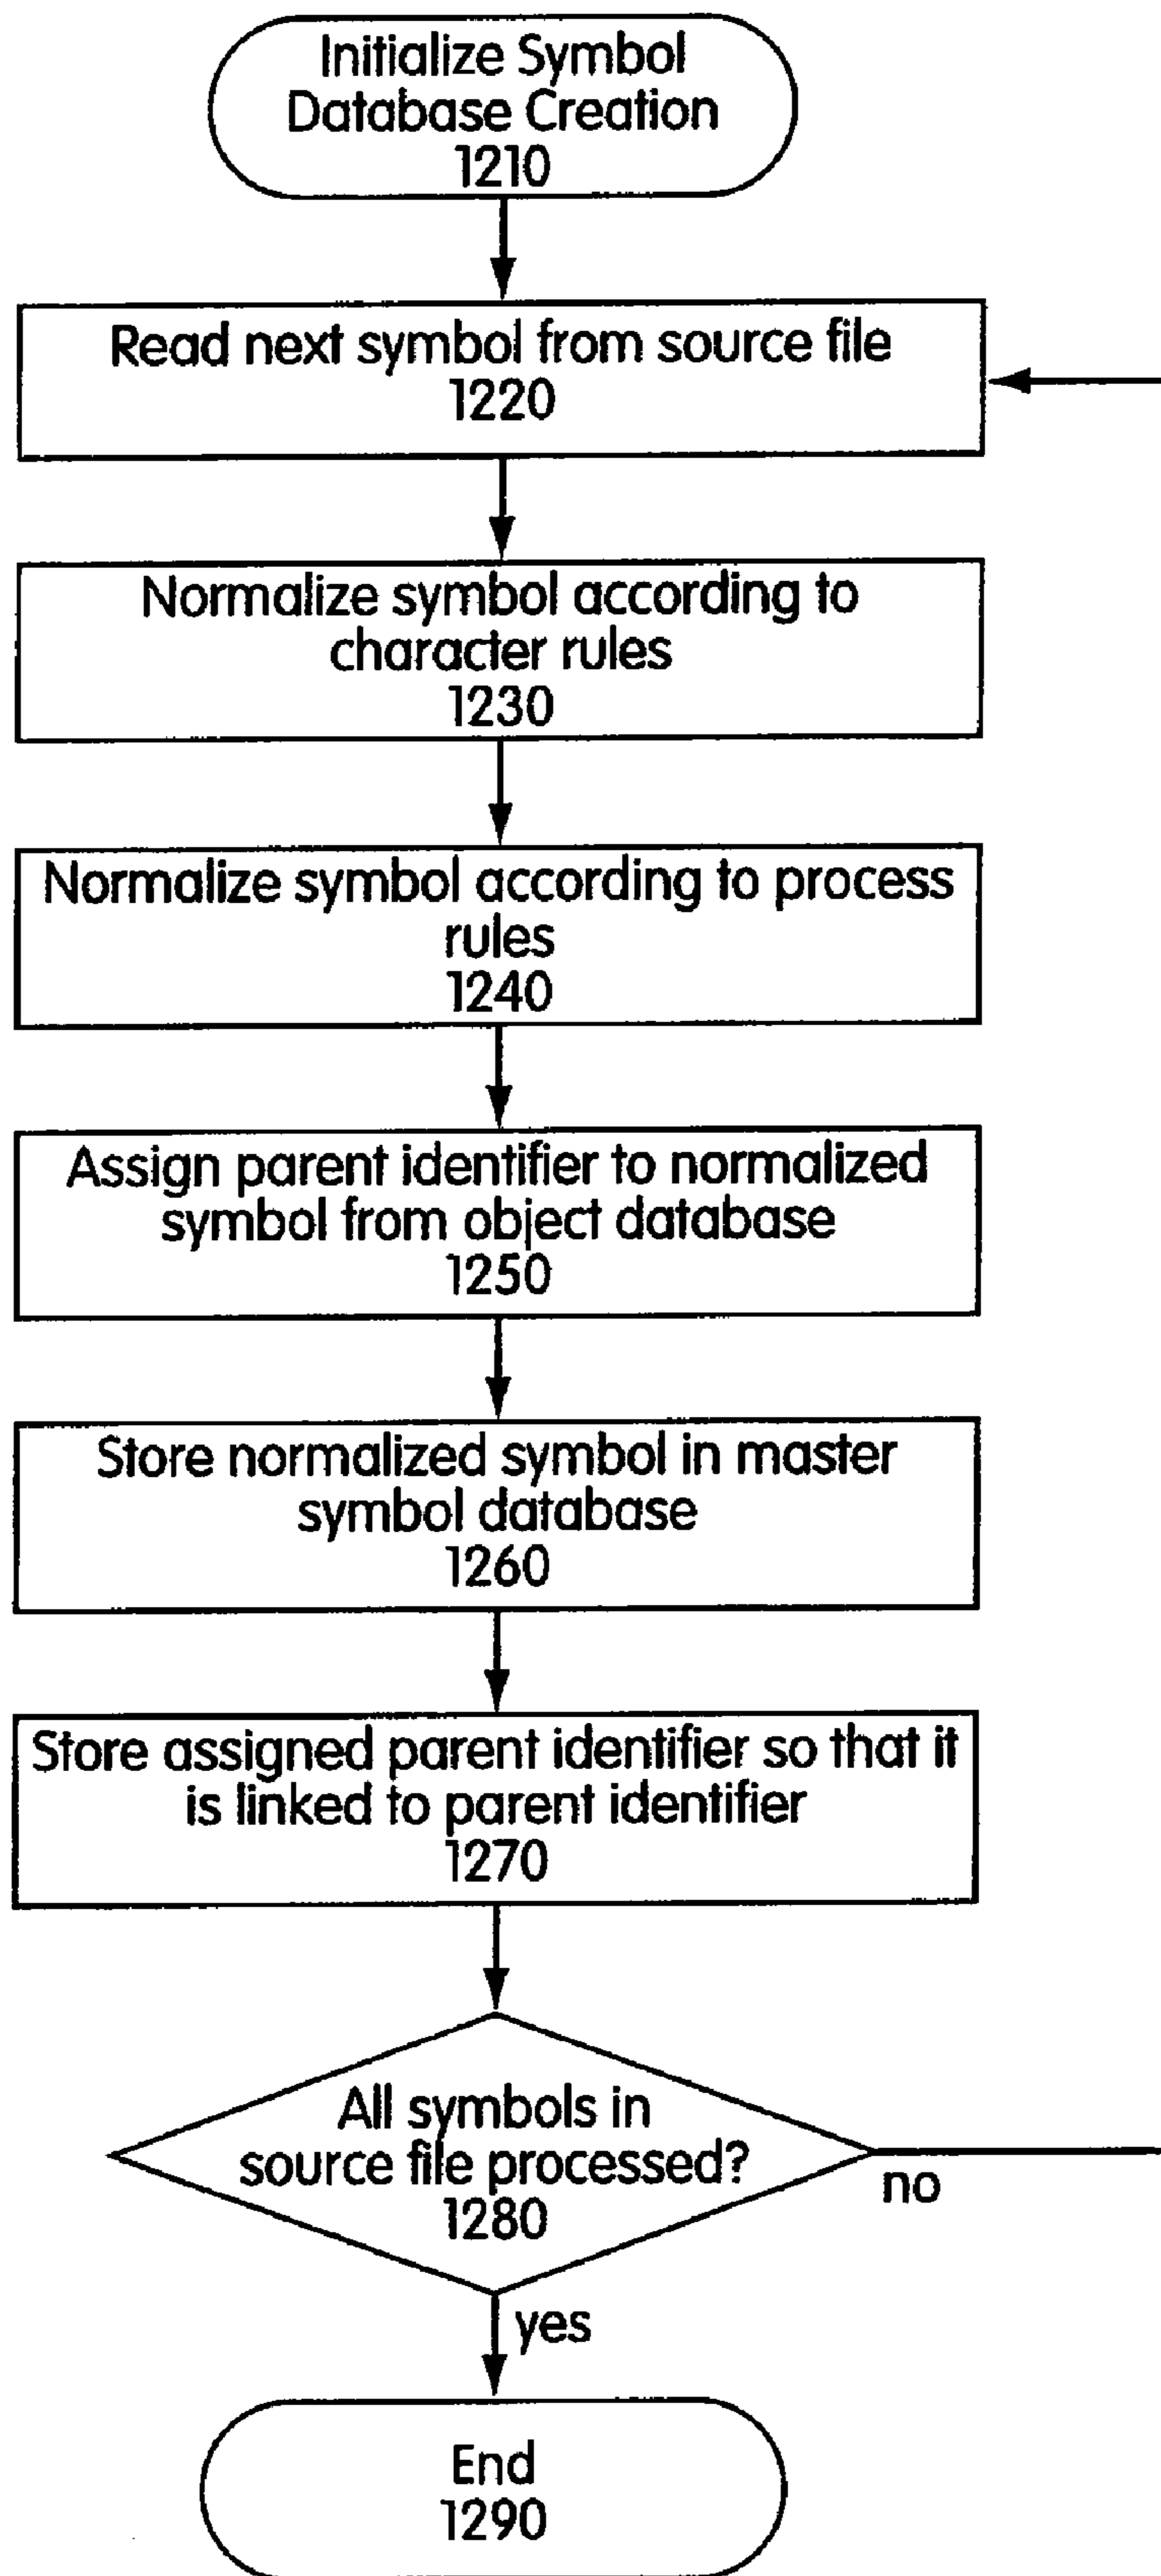 Initialize Symbol
Database Creation
1210
Read next symbol from source file
1220
Normalize symbol according to
character rules
1230
Normalize symbol according to process
rules
1240
Assign parent identifier to normalized
symbol from object database
1250
Store normalized symbol in master
symbol database
1260
Store assigned parent identifier so that it
is linked to parent identifier
1270
All symbols in
source file processed?
1280
no
yes
End
1290